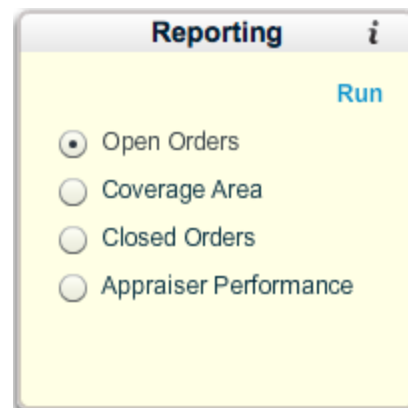 Reporting i
Run
Open Orders
Coverage Area
Closed Orders
Appraiser Performance